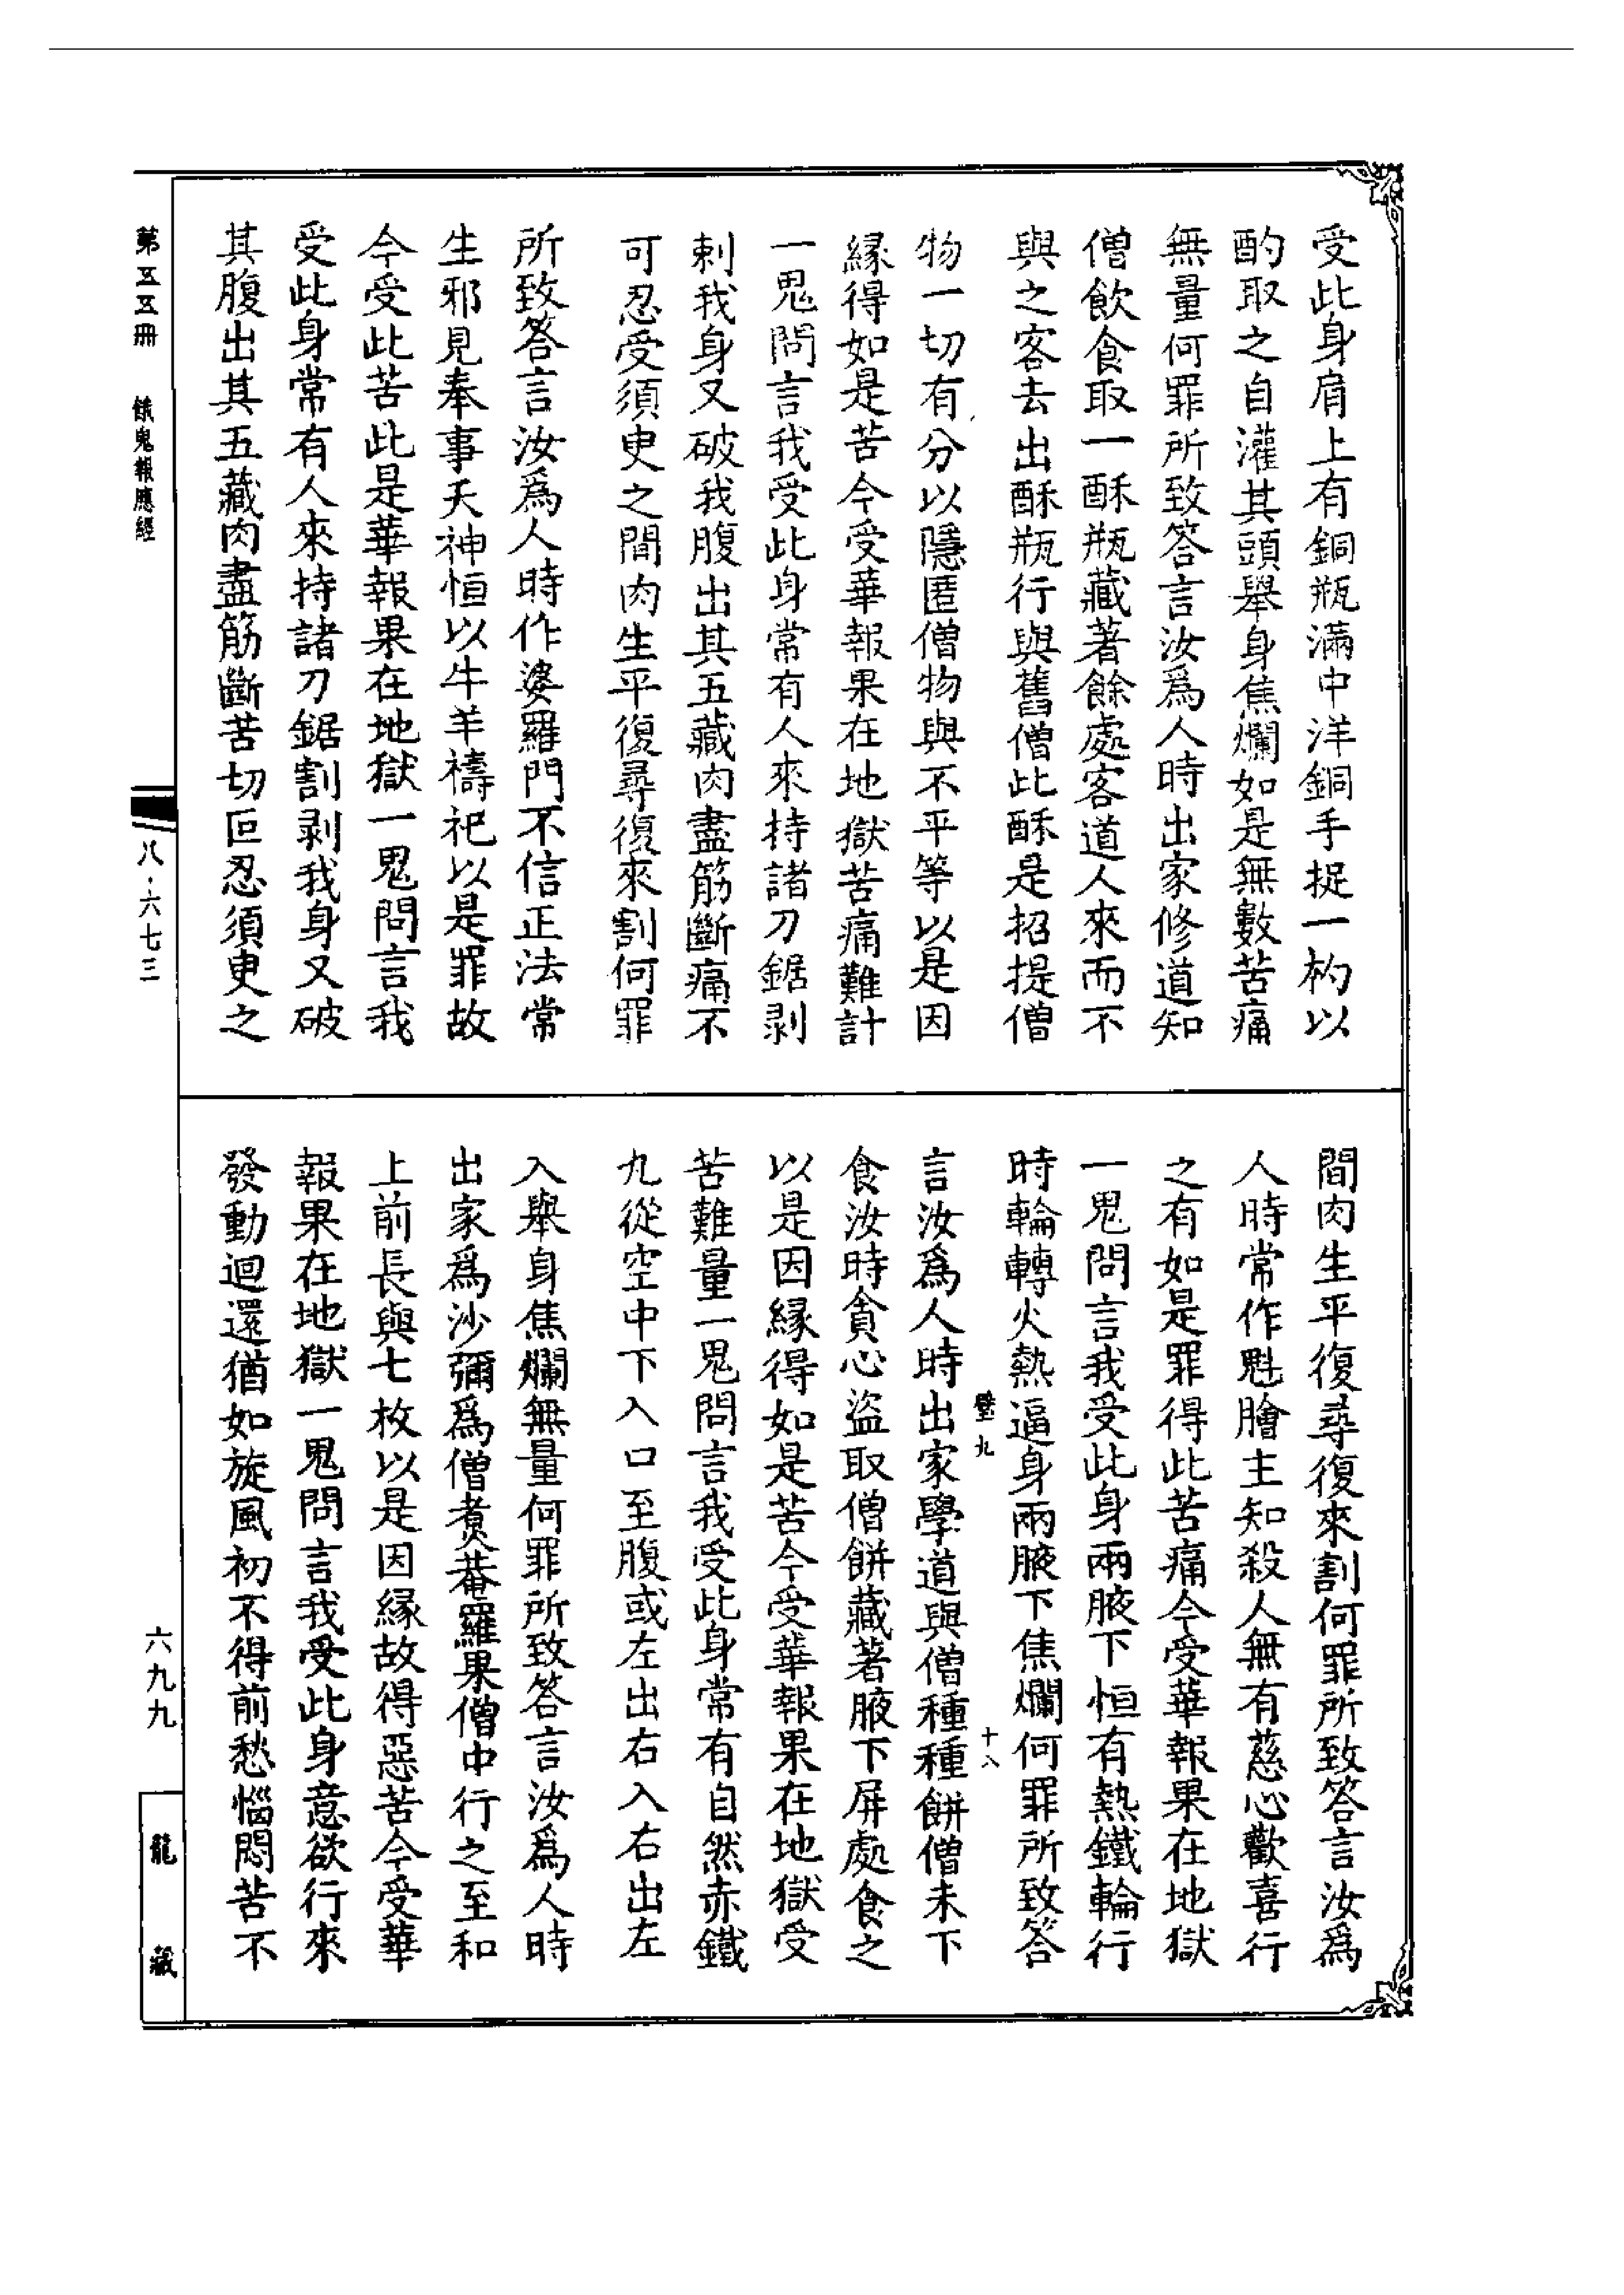 受此身肩上有銅瓶滿中洋銅手捉一杓以
酌取之自灌其頭舉身焦爛如是無數苦痛
無量何罪所致答言汝爲人時出家修道知
僧飲食取一酥瓶藏著餘處客道人來而不
與之客去出酥瓶行與舊僧此酥是招提僧
物一切有分以隱匿僧物與不平等以是因
緣得如是苦今受華報果在地獄苦痛難計
一鬼問言我受此身常有人來持諸刀鋸剥
刺我身又破我腹出其五藏肉盡筋斷痛不
可忍受須臾之間肉生平復尋復來割何罪
所致答言汝爲人時作婆羅門不信正法常
生邪見奉事天神恒以牛羊禱祀以是罪故
今受此苦此是華報果在地獄一鬼問言我
受此身常有人來持諸刀鋸割剥我身又破
其腹出其五藏肉盡筋斷苦切叵忍須臾之
間肉生平復尋復來割何罪所致答言汝爲
人時常作魁膾主知殺人無有慈心歡喜行
之有如是罪得此苦痛今受華報果在地獄
一鬼問言我受此身兩腋下恒有熱鐵輪行
時輪轉火熱逼身兩腋下焦爛何罪所致答
璧九
十八
言汝爲人時出家學道與僧種種餅僧未下
食汝時貪心盜取僧餅藏著腋下屏處食之
以是因緣得如是苦今受華報果在地獄受
苦難量一鬼問言我受此身常有自然赤鐵
九從空中下入口至腹或左出右入右出左
入舉身焦爛無量何罪所致答言汝爲人時
出家爲沙彌爲僧煑菴羅果僧中行之至和
上前長與七枚以是因緣故得惡苦今受華
報果在地獄一鬼問言我受此身意欲行來
發動迴還猶如旋風初不得前愁惱悶苦不
第五五冊
餓鬼報應經
八·六七三
六九九
龍藏